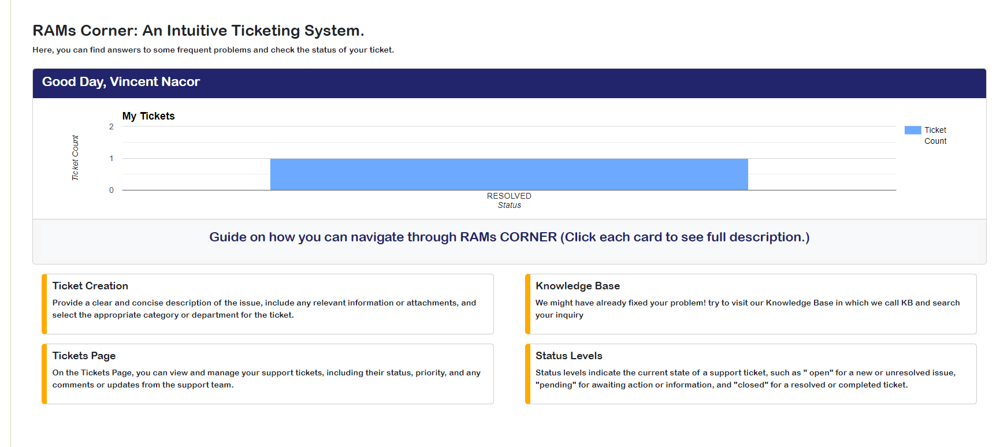 RAMs Corner: An Intuitive Ticketing System.
Here, you can find answers to some frequent problems and check the status of your ticket.
Good Day, Vincent Nacor
My Tickets
2
1
0
Ticket Count
Ticket
Count
RESOLVED
Status
Guide on how you can navigate through RAMs CORNER (Click each card to see full description.)
Ticket Creation
Provide a clear and concise description of the issue, include any relevant information or attachments, and
select the appropriate category or department for the ticket.
Knowledge Base
We might have already fixed your problem! try to visit our Knowledge Base in which we call KB and search
your inquiry
Tickets Page
On the Tickets Page, you can view and manage your support tickets, including their status, priority, and any
comments or updates from the support team.
Status Levels
Status levels indicate the current state of a support ticket, such as " open" for a new or unresolved issue,
"pending" for awaiting action or information, and "closed" for a resolved or completed ticket.